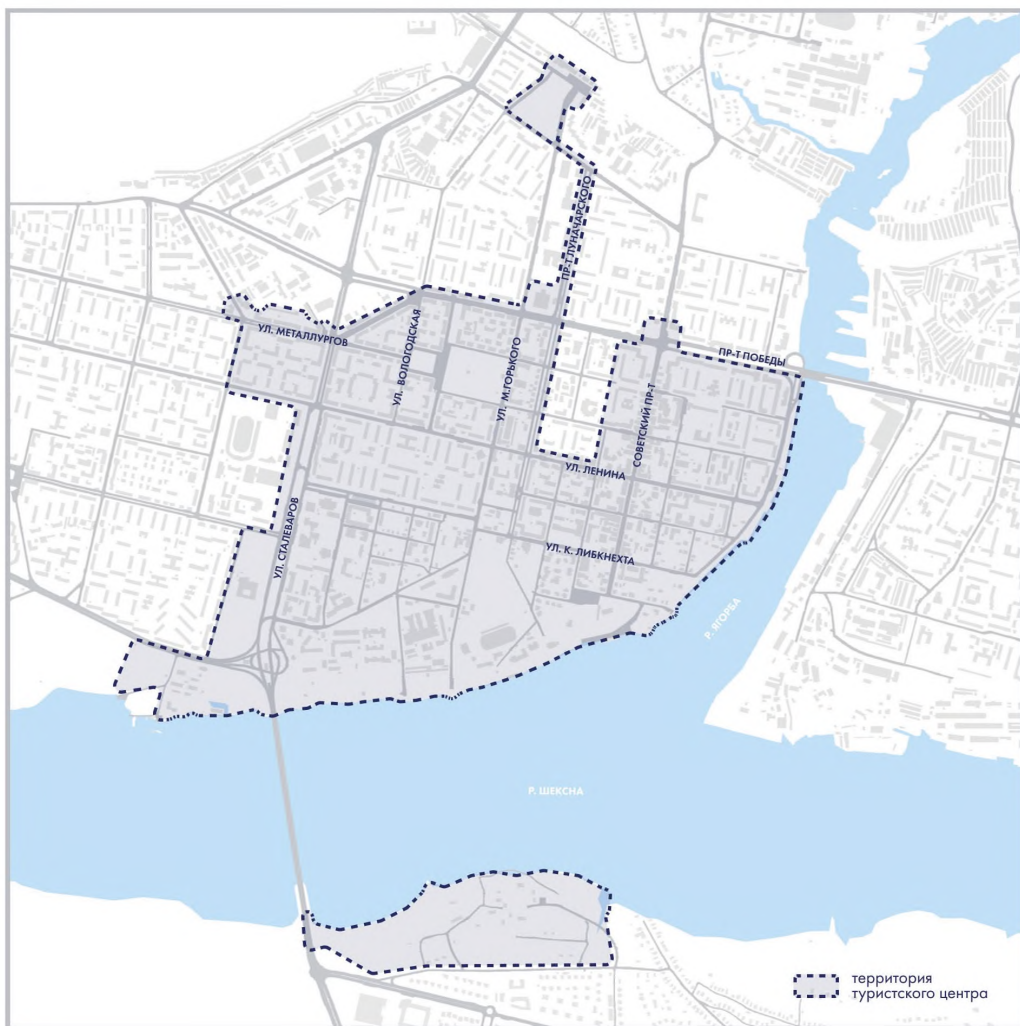 ПР-Т ЛУНАЧАРСКОГО
УЛ. МЕТАЛЛУРГОВ
УЛ. ВОЛОГОДСКАЯ
УЛ. М.ГОРЬКОГО
ПР-Т ПОБЕДЫ
СОВЕТСКИЙ ПР-Т
УЛ. ЛЕНИНА
УЛ. СТАЛЕВАРОВ
УЛ. К. ЛИБКНЕХТА
Р. ЯГОРБА
Р. ШЕКСНА
территория
туристского центра